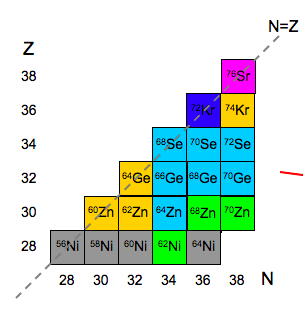 N=Z
Z
38 76Sr
36 72Kr 74Kr
34 68Se 70Se 72Se
32 64Ge 66Ge 68Ge 70Ge
30 60Zn 62Zn 64Zn 68Zn 70Zn
28 56Ni 58Ni 60Ni 62Ni 64Ni
28 30 32 34 36 38 N